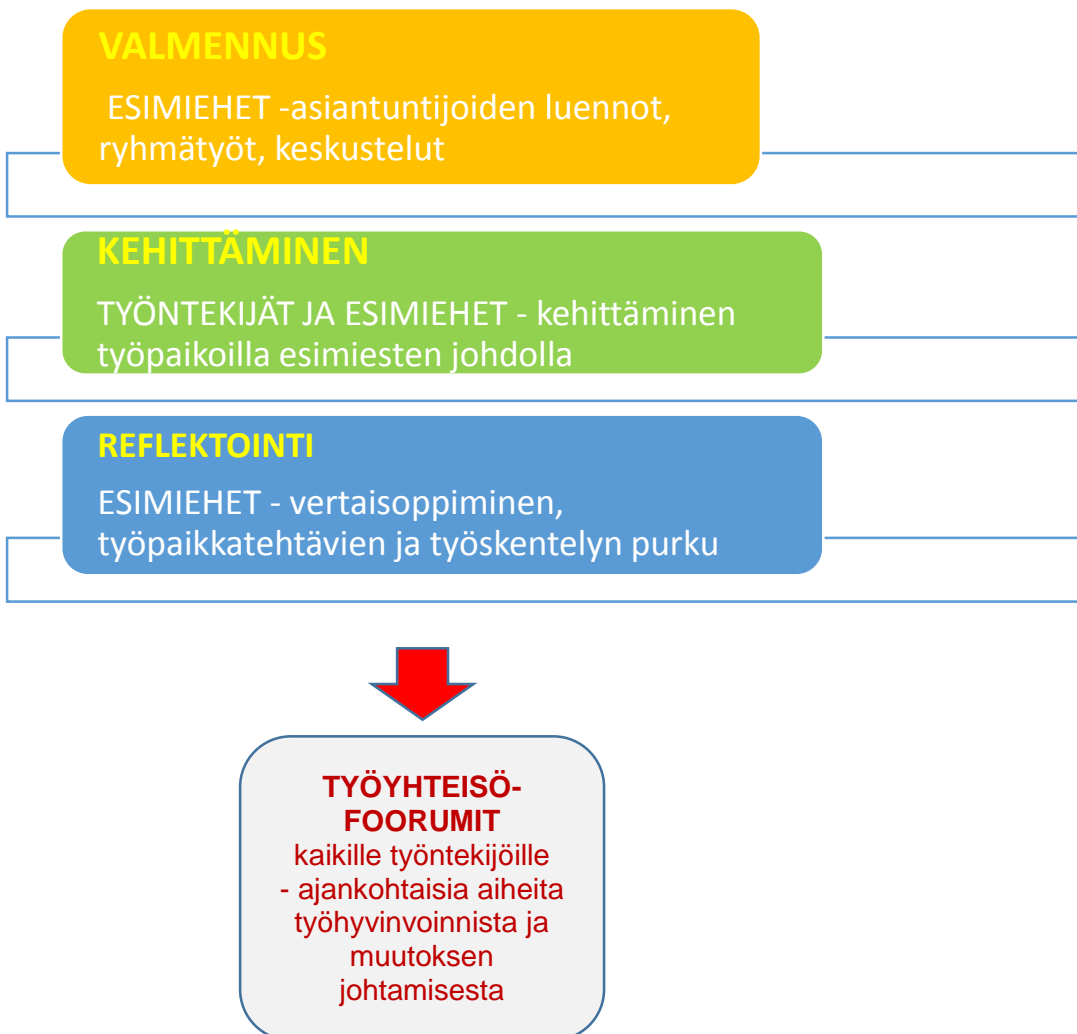 VALMENNUS
ESIMIEHET -asiantuntijoiden luennot,
ryhmätyöt, keskustelut
KEHITTÄMINEN
TYÖNTEKIJÄT JA ESIMIEHET - kehittäminen
työpaikoilla esimiesten johdolla
REFLEKTOINTI
ESIMIEHET - vertaisoppiminen,
työpaikkatehtävien ja työskentelyn purku
TYÖYHTEISÖ-
FOORUMIT
kaikille työntekijöille
- ajankohtaisia aiheita
työhyvinvoinnista ja
muutoksen
johtamisesta